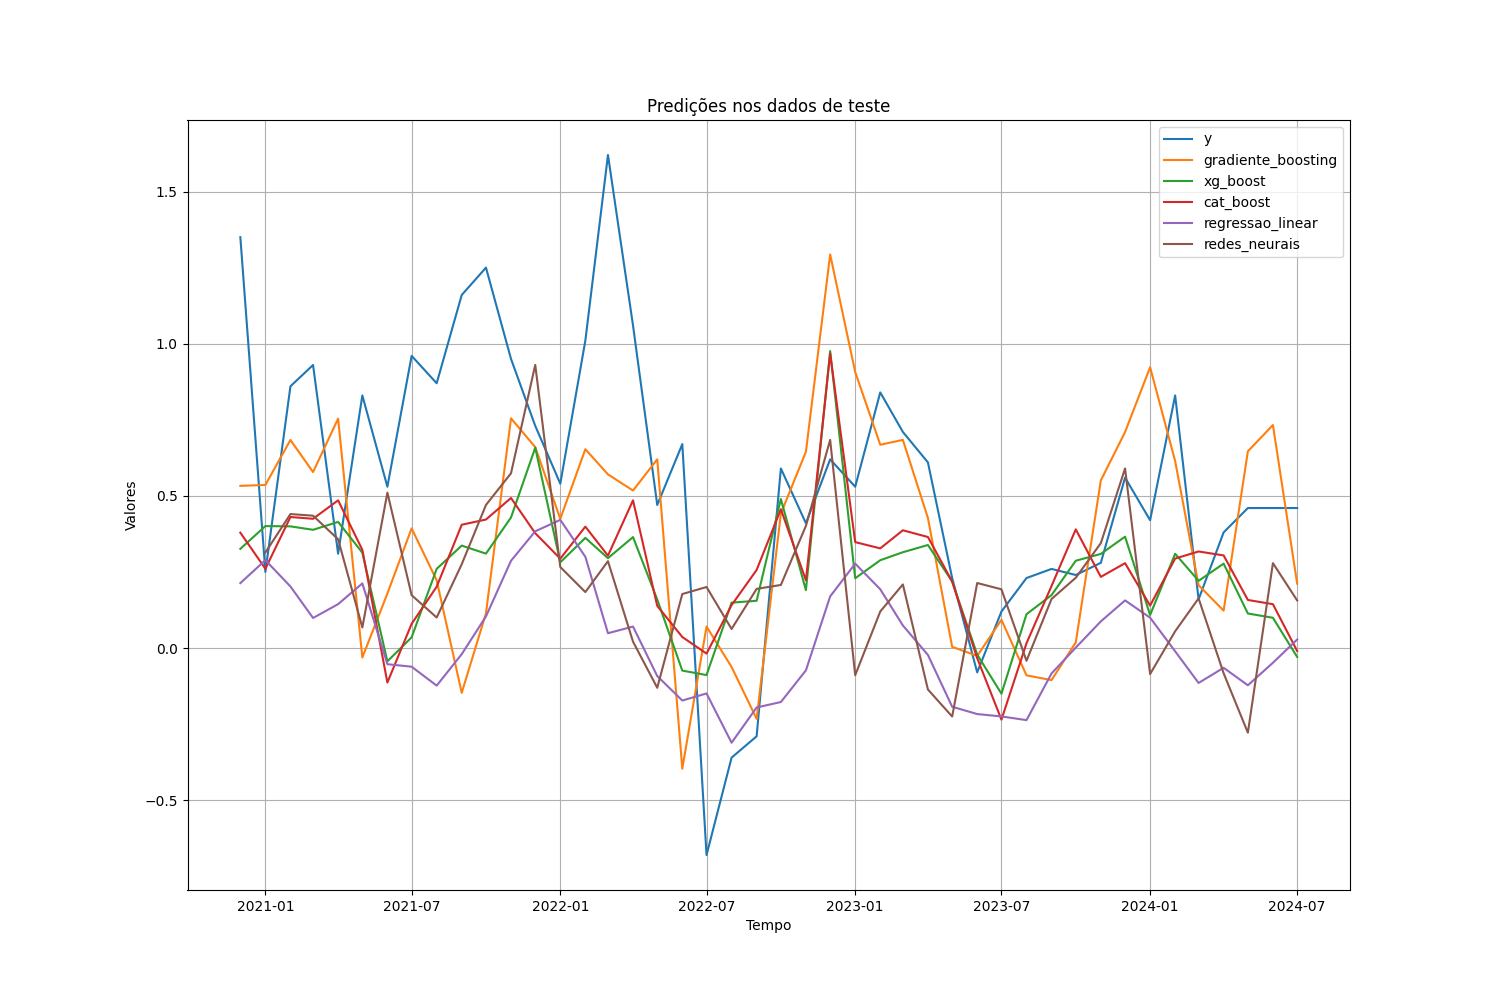 Predições nos dados de teste
y
gradiente_boosting
xg_boost
cat_boost
regressao_linear
redes_neurais
Valores
1.5
1.0
0.5
0.0
−0.5
2021-01 2021-07 2022-01 2022-07 2023-01 2023-07 2024-01 2024-07
Tempo